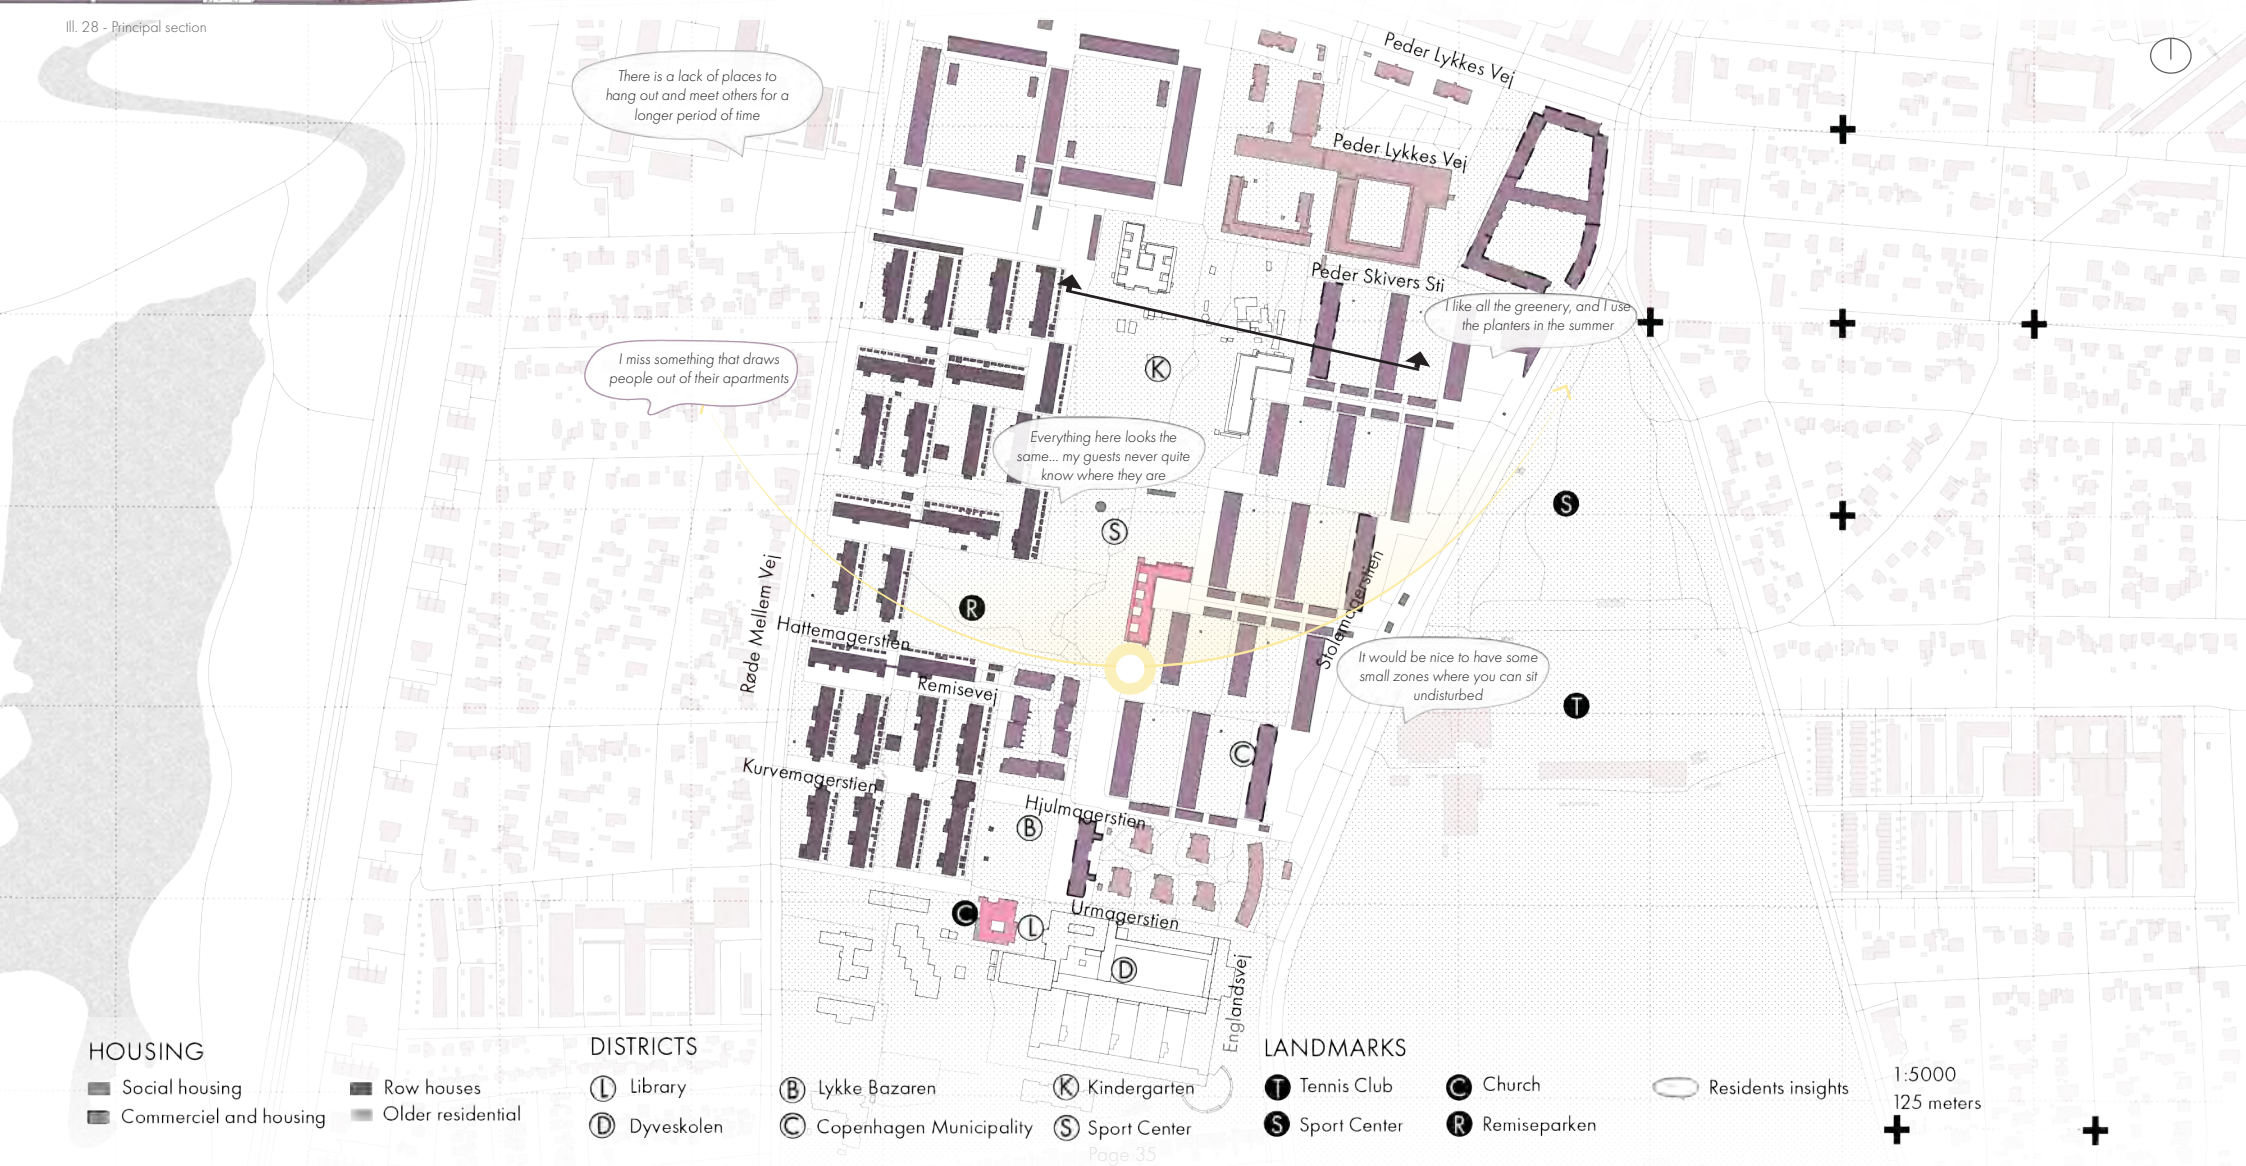 Ill. 28 - Principal section
There is a lack of places to
hang out and meet others for a
longer period of time
Peder Lykkes Vej
Peder Lykkes Vej
Peder Skivers Sti
I like all the greenery, and I use
the planters in the summer
I miss something that draws
people out of their apartments
K
Everything here looks the
same... my guests never quite
know where they are
S
S
R
Røde Mellem Vej
Hattemagerstien
Stolemagerstien
It would be nice to have some
small zones where you can sit
undisturbed
Remisevej
T
C
Kurvemagerstien
Hjulmagerstien
B
Urmagerstien
C
L
D
Englandsvej
HOUSING
Social housing
Row houses
Commerciel and housing
Older residential
DISTRICTS
L Library
B Lykke Bazaren
K Kindergarten
D Dyveskolen
C Copenhagen Municipality
S Sport Center
LANDMARKS
T Tennis Club
C Church
Residents insights
S Sport Center
R Remiseparken
1:5000
125 meters
Page 35